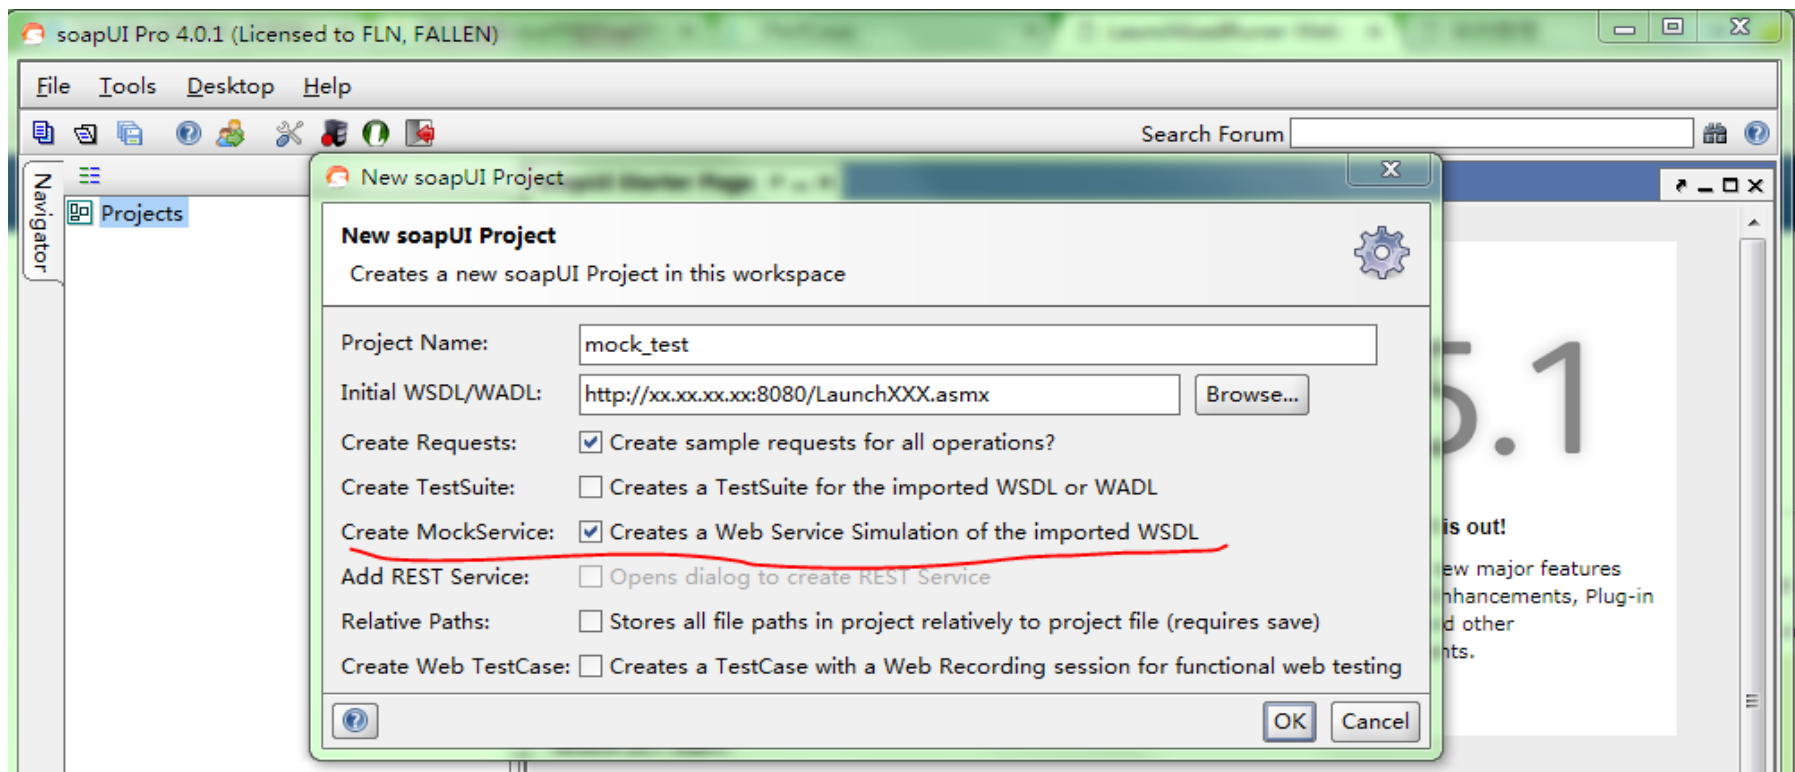 soapUI Pro 4.0.1 (Licensed to FLN, FALLEN)
File Tools Desktop Help
Search Forum
Navigator
Projects
New soapUI Project
New soapUI Project
Creates a new soapUI Project in this workspace
Project Name: mock_test
Initial WSDL/WADL: http://xx.xx.xx.xx:8080/LaunchXXX.asmx Browse...
Create Requests: Create sample requests for all operations?
Create TestSuite: Creates a TestSuite for the imported WSDL or WADL
Create MockService: Creates a Web Service Simulation of the imported WSDL
Add REST Service: Opens dialog to create REST Service
Relative Paths: Stores all file paths in project relatively to project file (requires save)
Create Web TestCase: Creates a TestCase with a Web Recording session for functional web testing
OK Cancel
5.1
is out!
ew major features
nhancements, Plug-in
d other
nts.